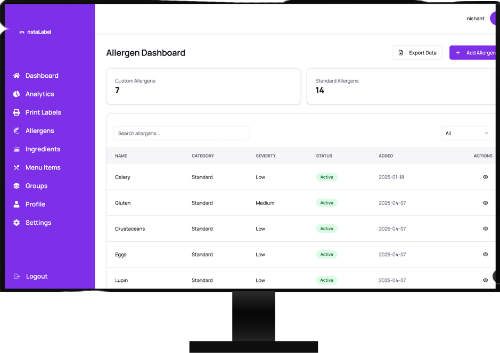 nishant
nstaLabel
Allergen Dashboard
Export Data
+ Add Allergen
Custom Allergens
7
Standard Allergens
14
Dashboard
Analytics
Print Labels
Allergens
Ingredients
Menu Items
Groups
Profile
Settings
Logout
Search allergens...
All
NAME CATEGORY SEVERITY STATUS ADDED ACTIONS
Celery Standard Low Active 2025-01-18
Gluten Standard Medium Active 2025-04-07
Crustaceans Standard Low Active 2025-04-07
Eggs Standard Low Active 2025-04-07
Lupin Standard Low Active 2025-04-07